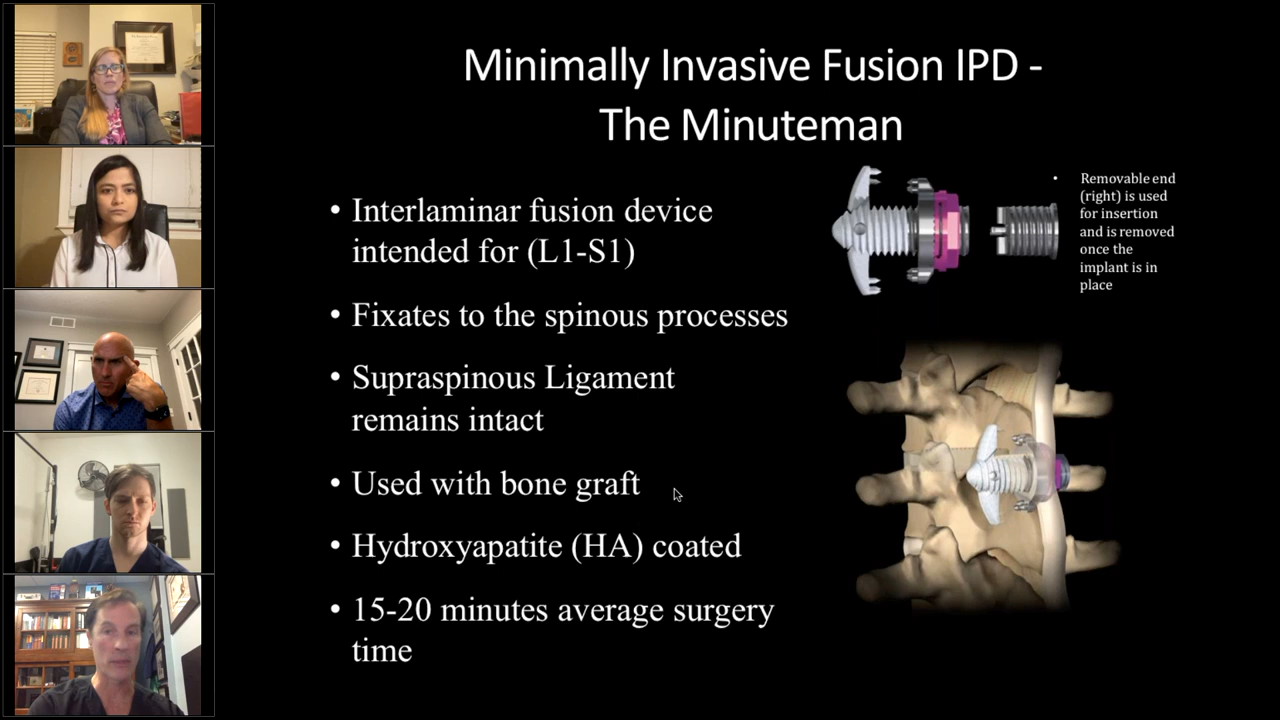 Minimally Invasive Fusion IPD -
The Minuteman
• Interlaminar fusion device
intended for (L1-S1)
• Fixates to the spinous processes
• Supraspinous Ligament
remains intact
• Used with bone graft
• Hydroxyapatite (HA) coated
• 15-20 minutes average surgery
time
• Removable end
(right) is used
for insertion
and is removed
once the
implant is in
place